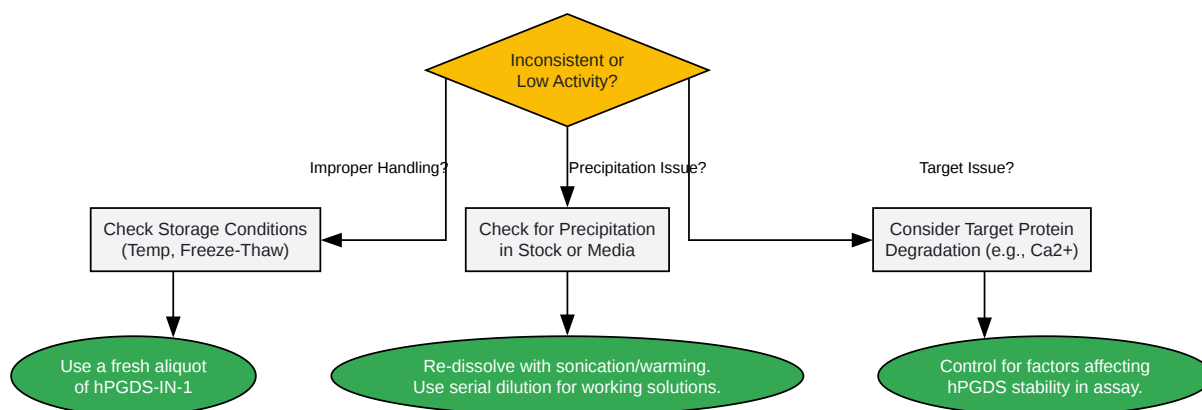 Inconsistent or
Low Activity?
Improper Handling?
Precipitation Issue?
Target Issue?
Check Storage Conditions
(Temp, Freeze-Thaw)
Check for Precipitation
in Stock or Media
Consider Target Protein
Degradation (e.g., Ca2+)
Use a fresh aliquot
of hPGDS-IN-1
Re-dissolve with sonication/warming.
Use serial dilution for working solutions.
Control for factors affecting
hPGDS stability in assay.